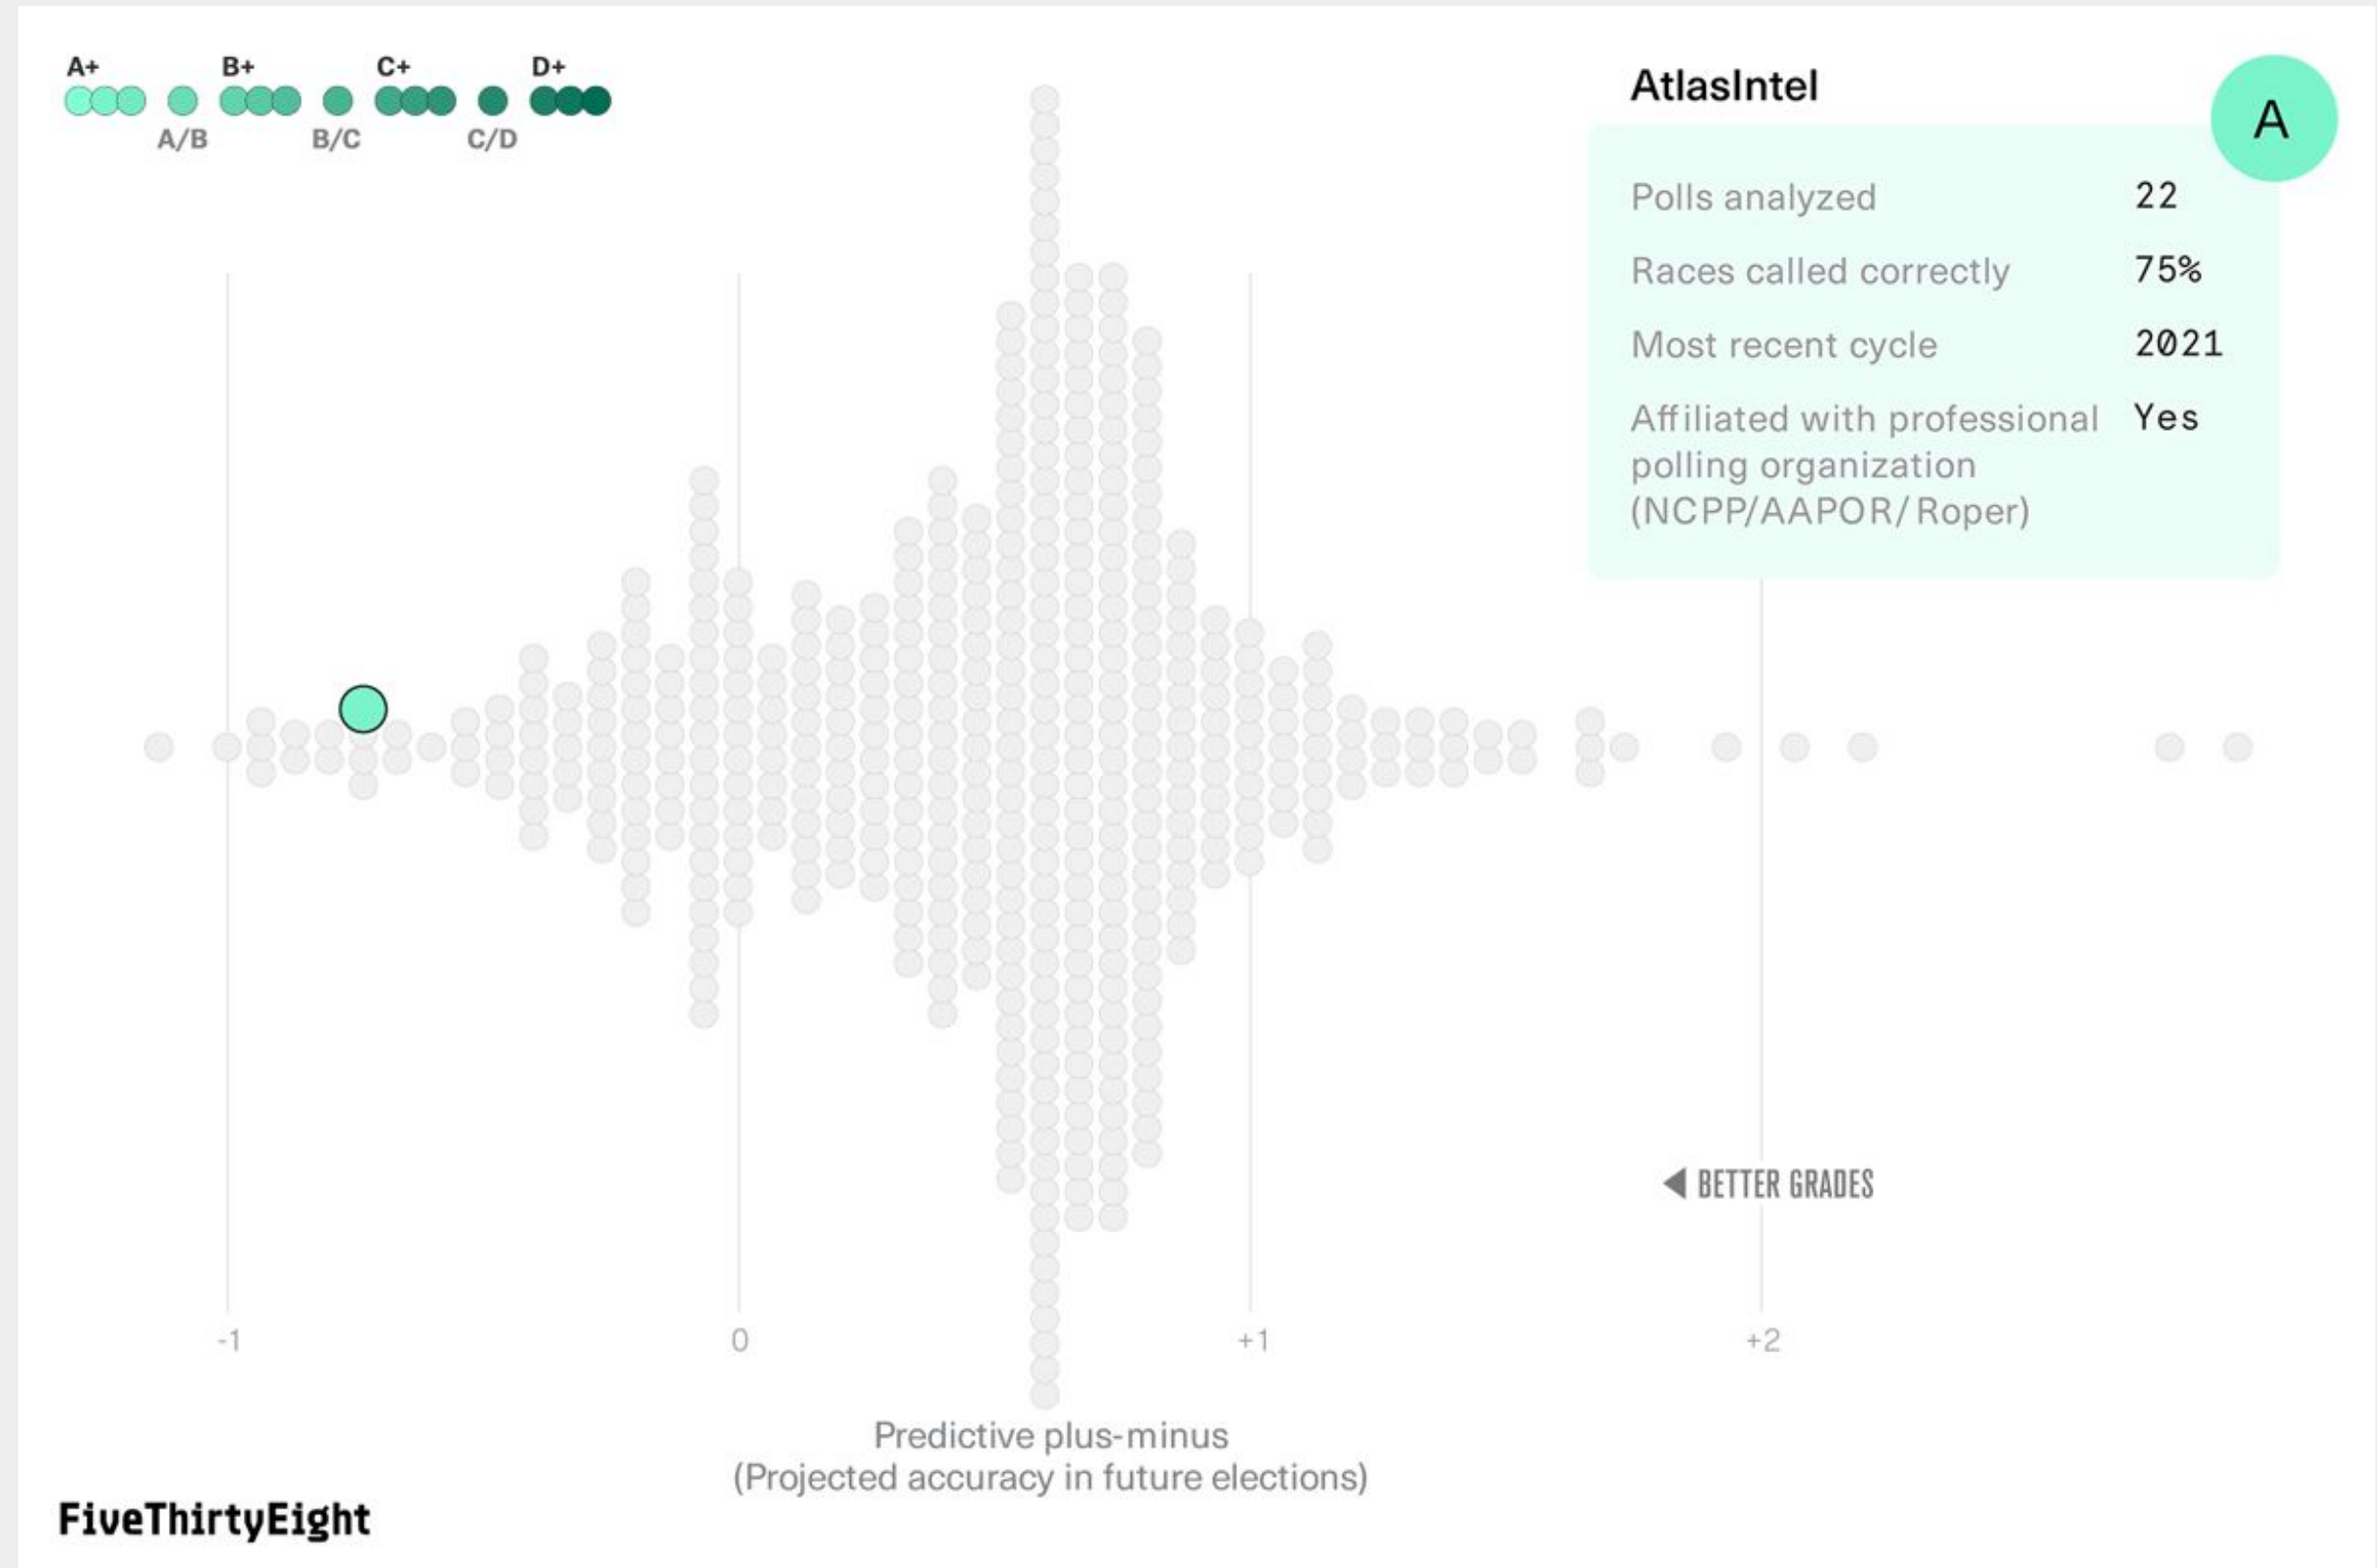 A+ B+ C+ D+
A/B B/C C/D
AtlasIntel
A
Polls analyzed 22
Races called correctly 75%
Most recent cycle 2021
Affiliated with professional Yes
polling organization
(NCPP/AAPOR/Roper)
◀ BETTER GRADES
-1 0 +1 +2
Predictive plus-minus
(Projected accuracy in future elections)
FiveThirtyEight